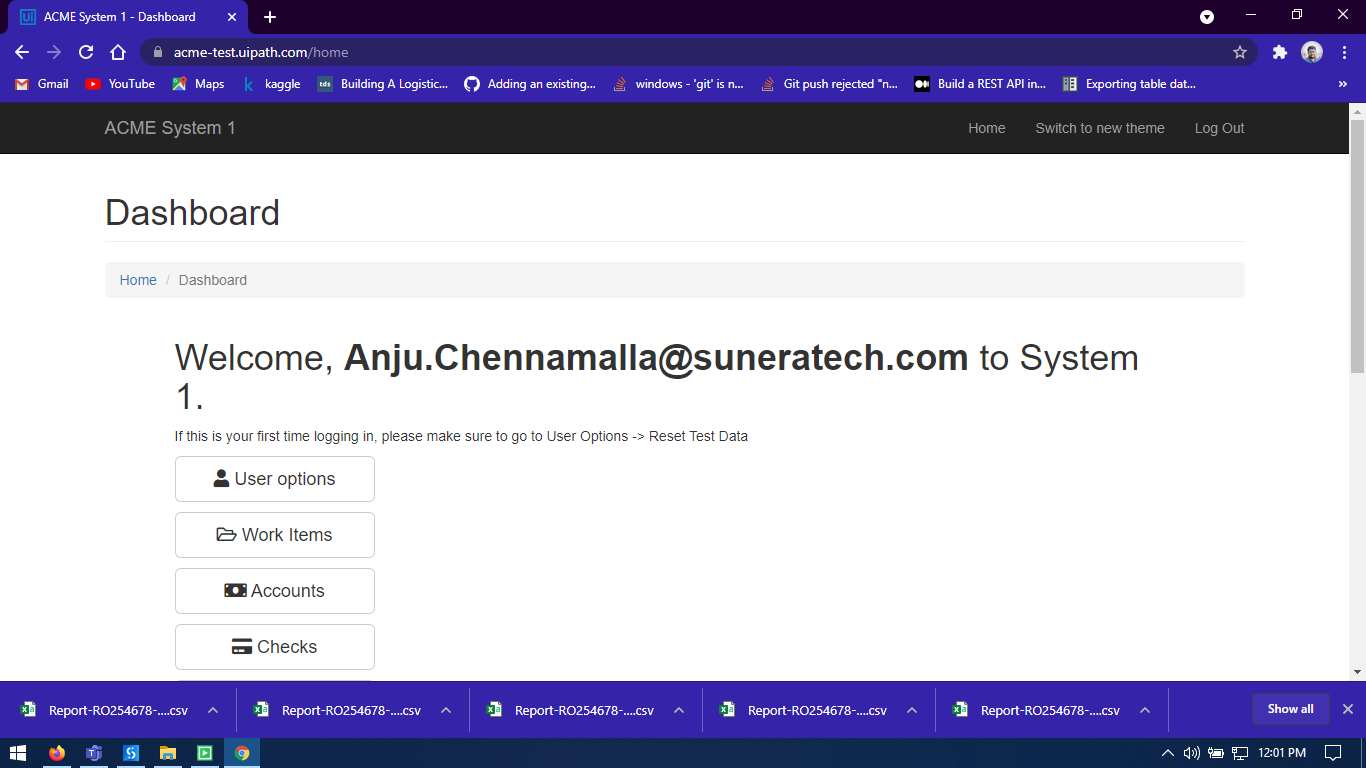 ACME System 1 - Dashboard
acme-test.uipath.com/home
Gmail YouTube Maps kaggle tds Building A Logistic... Adding an existing... windows - 'git' is n... Git push rejected "n... Build a REST API in... Exporting table dat... »
ACME System 1 Home Switch to new theme Log Out
Dashboard
Home / Dashboard
Welcome, Anju.Chennamalla@suneratech.com to System
1.
If this is your first time logging in, please make sure to go to User Options -> Reset Test Data
User options
Work Items
Accounts
Checks
Report-RO254678-....csv Report-RO254678-....csv Report-RO254678-....csv Report-RO254678-....csv Report-RO254678-....csv Show all
12:01 PM